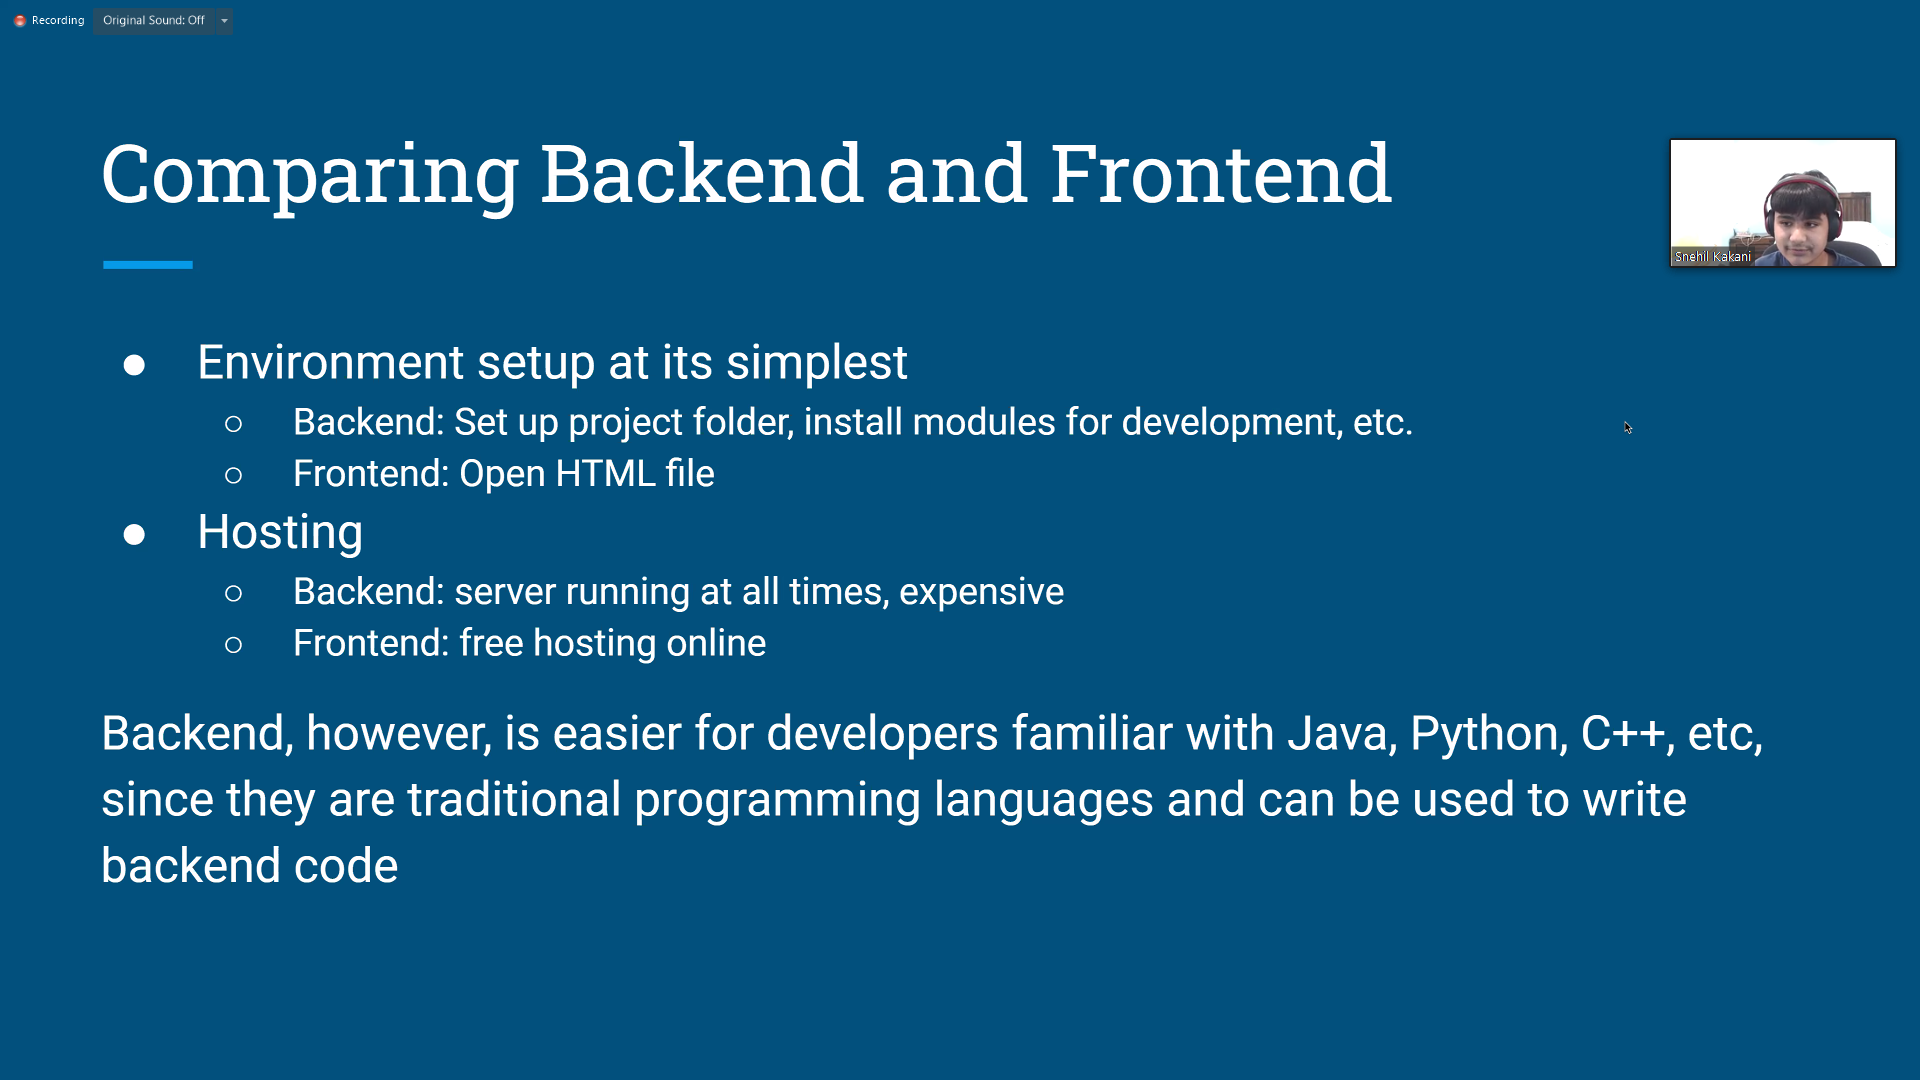 Recording
Original Sound: Off
Comparing Backend and Frontend
Snehil Kakani
● Environment setup at its simplest
○ Backend: Set up project folder, install modules for development, etc.
○ Frontend: Open HTML file
● Hosting
○ Backend: server running at all times, expensive
○ Frontend: free hosting online
Backend, however, is easier for developers familiar with Java, Python, C++, etc,
since they are traditional programming languages and can be used to write
backend code